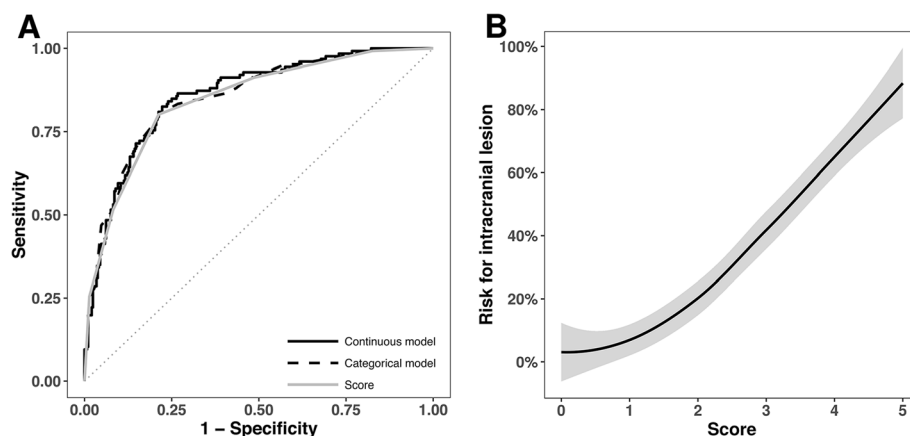 A
1.00
0.75
0.50
0.25
0.00
Sensitivity
0.00 0.25 0.50 0.75 1.00
1 – Specificity
Continuous model
Categorical model
Score
B
100%
80%
60%
40%
20%
0%
Risk for intracranial lesion
0 1 2 3 4 5
Score